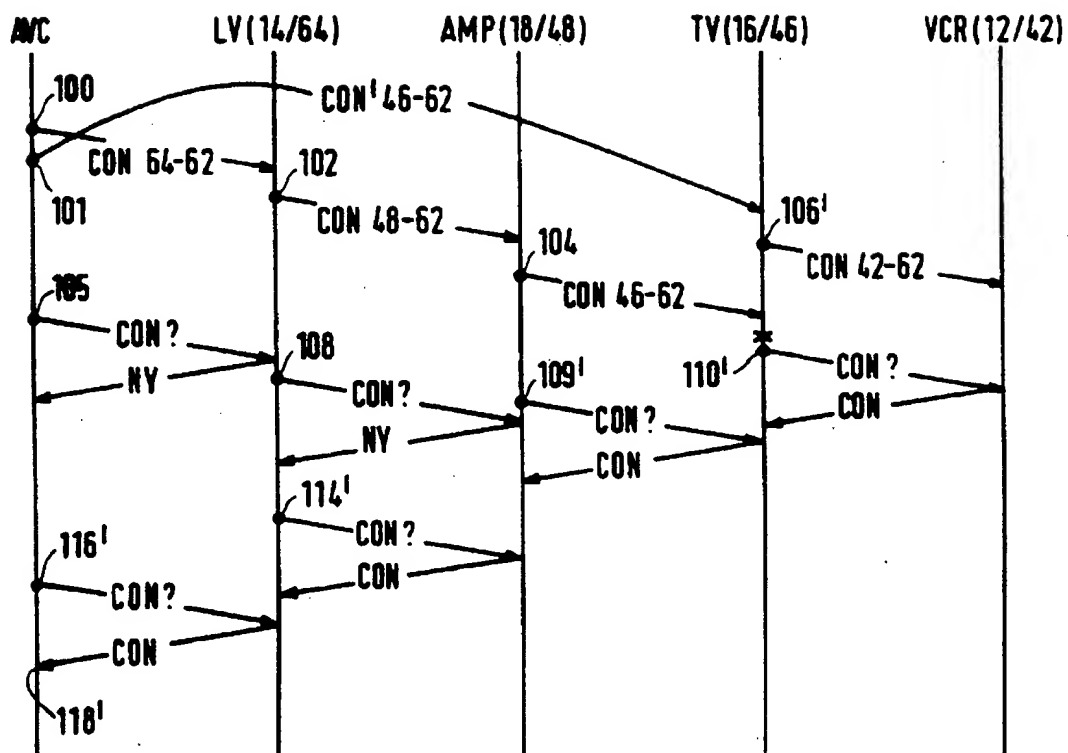 AVC LV(14/64) AMP(18/48) TV(16/46) VCR(12/42)
100
CON' 46-62
CON 64-62
101
102
CON 48-62
106'
104
CON 42-62
CON 46-62
105
CON?
NY
108
CON?
NY
109'
CON?
CON
*
110'
CON?
CON
114'
CON?
CON
116'
CON?
CON
118'